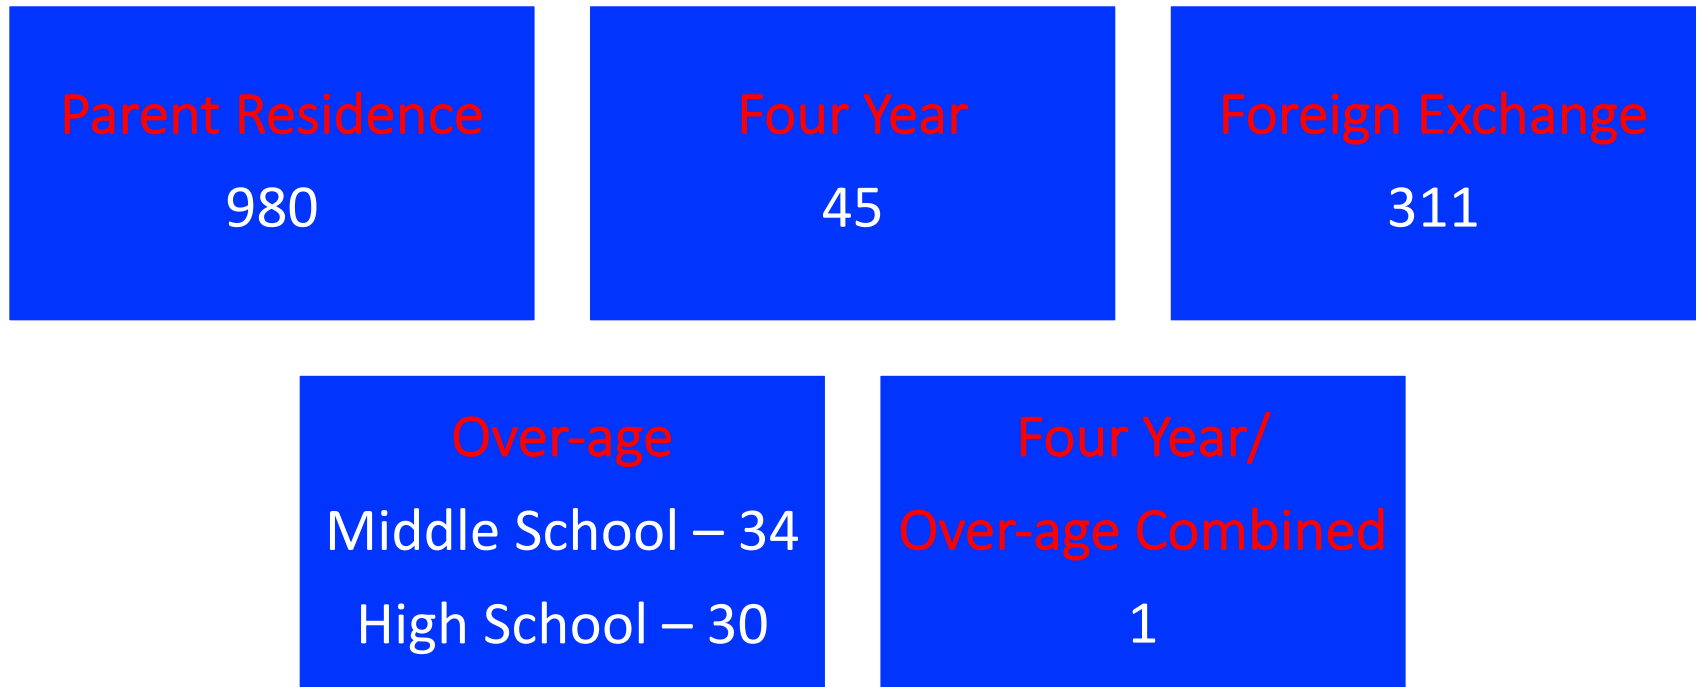 Parent Residence
980
Four Year
45
Foreign Exchange
311
Over-age
Middle School – 34
High School – 30
Four Year/
Over-age Combined
1